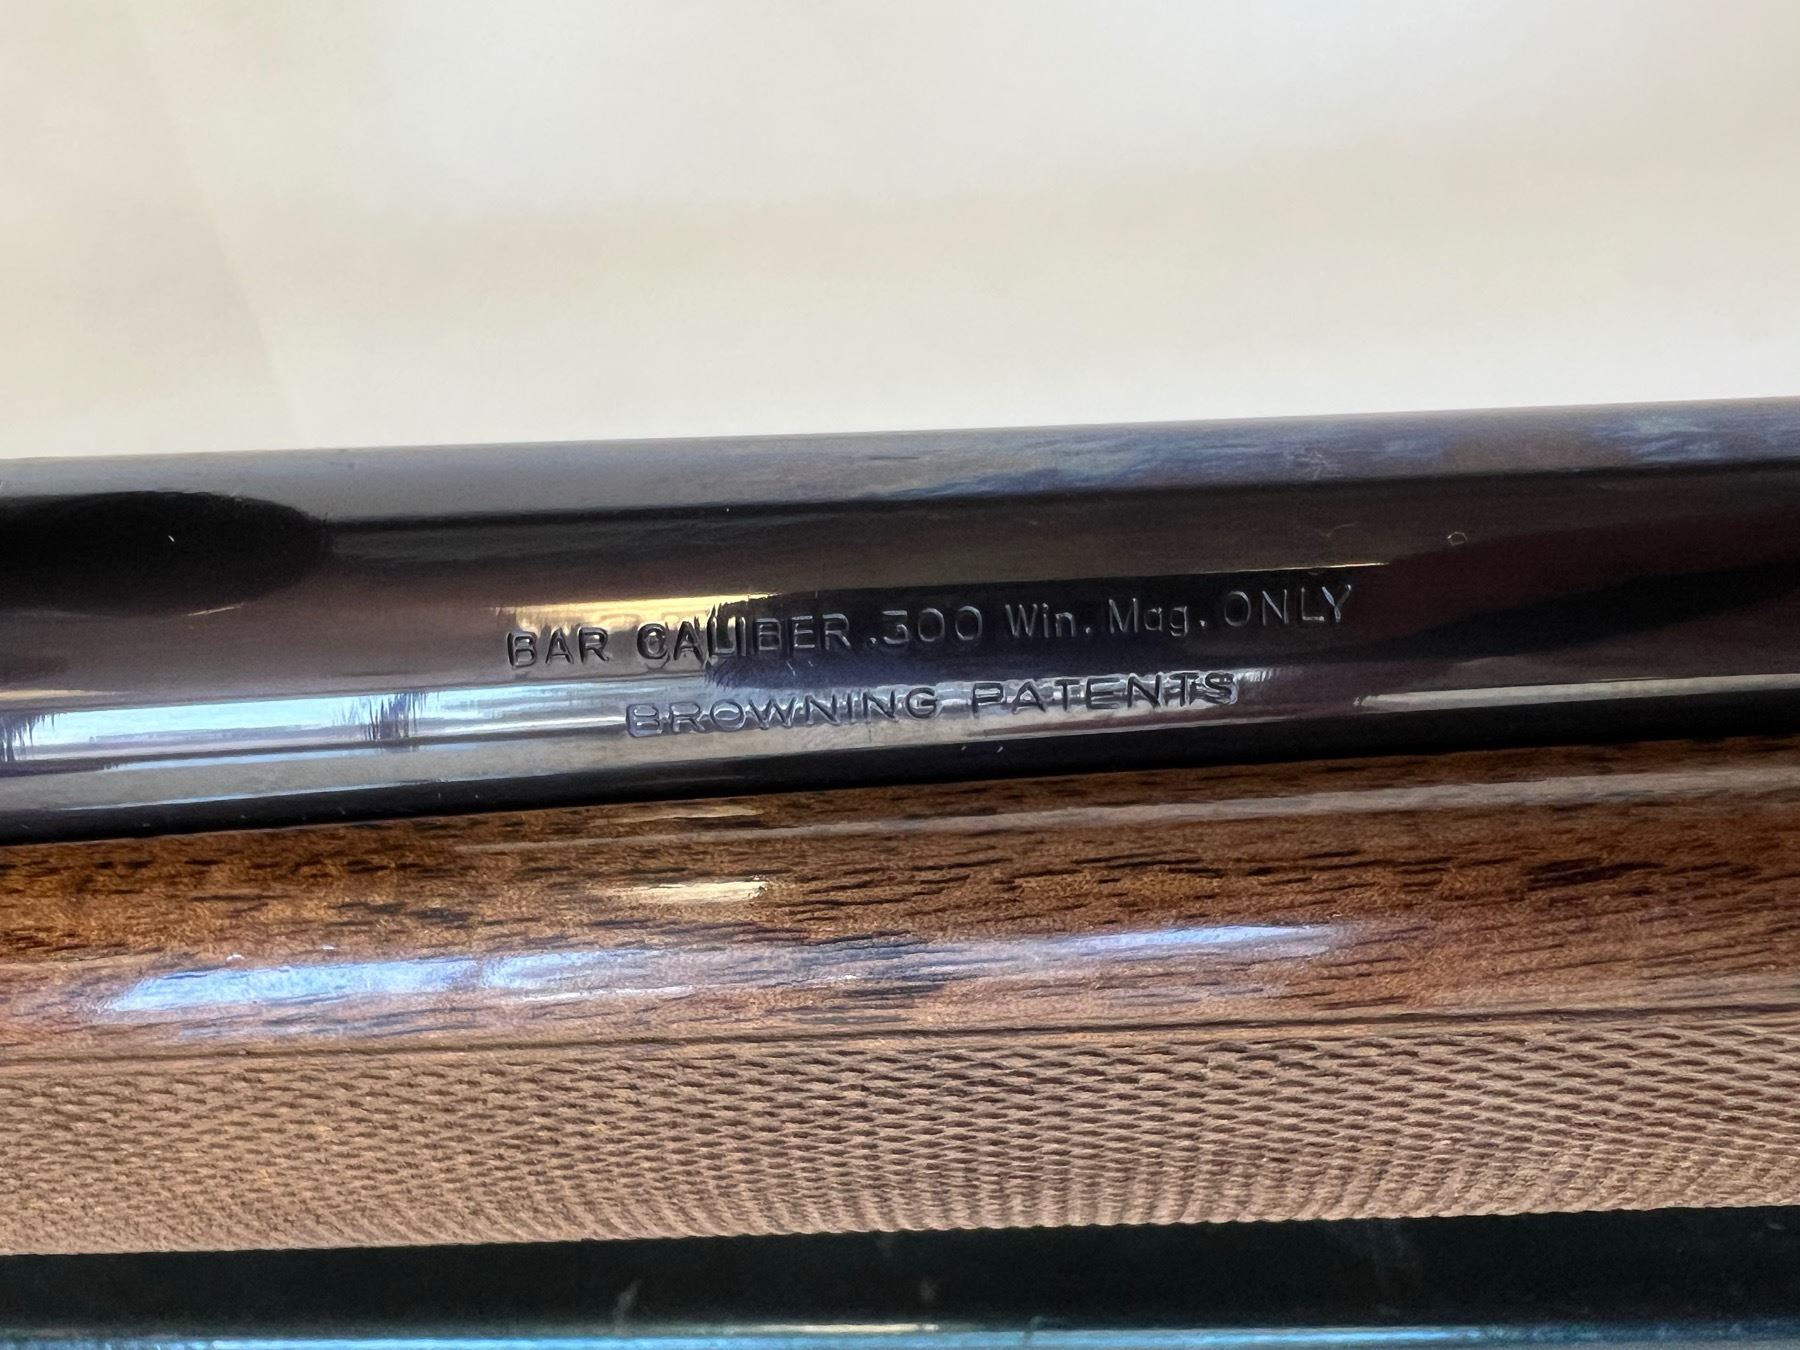 BAR CALIBER .300 Win. Mag. ONLY
BROWNING PATENTS